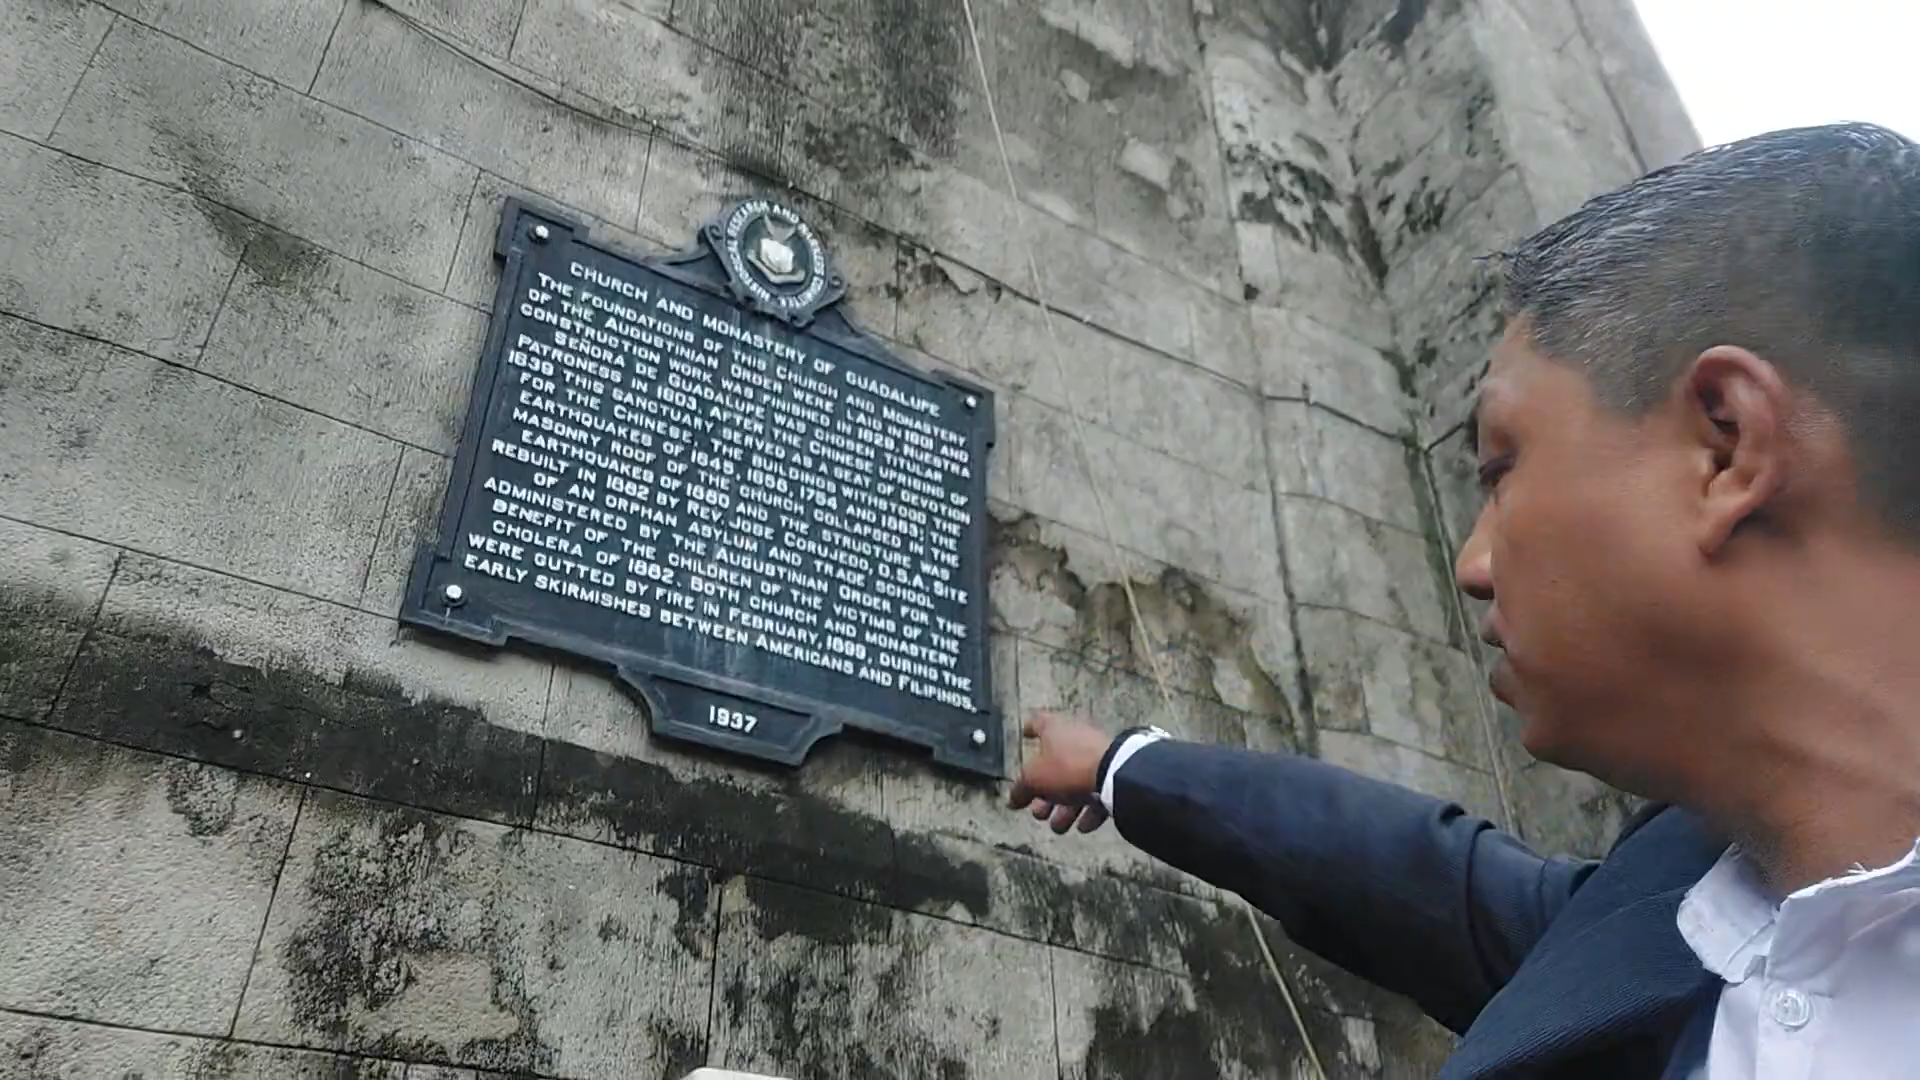 HISTORICAL RESEARCH AND MARKERS COMMITTEE
CHURCH AND MONASTERY OF GUADALUPE
THE FOUNDATIONS OF THIS CHURCH AND MONASTERY
OF THE AUGUSTINIAN ORDER WERE LAID IN 1601 AND
CONSTRUCTION WORK WAS FINISHED IN 1629. NUESTRA
SEÑORA DE GUADALUPE WAS CHOSEN TITULAR
PATRONESS IN 1603. AFTER THE CHINESE UPRISING OF
1639 THIS SANCTUARY SERVED AS A SEAT OF DEVOTION
FOR THE CHINESE. THE BUILDINGS WITHSTOOD THE
EARTHQUAKES OF 1645, 1658, 1754 AND 1863; THE
MASONRY ROOF OF THE CHURCH COLLAPSED IN THE
EARTHQUAKES OF 1880 AND THE STRUCTURE WAS
REBUILT IN 1882 BY REV. JOSE CORUJEDO, O.S.A. SITE
OF AN ORPHAN ASYLUM AND TRADE SCHOOL
ADMINISTERED BY THE AUGUSTINIAN ORDER FOR THE
BENEFIT OF THE CHILDREN OF THE VICTIMS OF THE
CHOLERA OF 1882. BOTH CHURCH AND MONASTERY
WERE GUTTED BY FIRE IN FEBRUARY, 1899, DURING THE
EARLY SKIRMISHES BETWEEN AMERICANS AND FILIPINOS.
1937